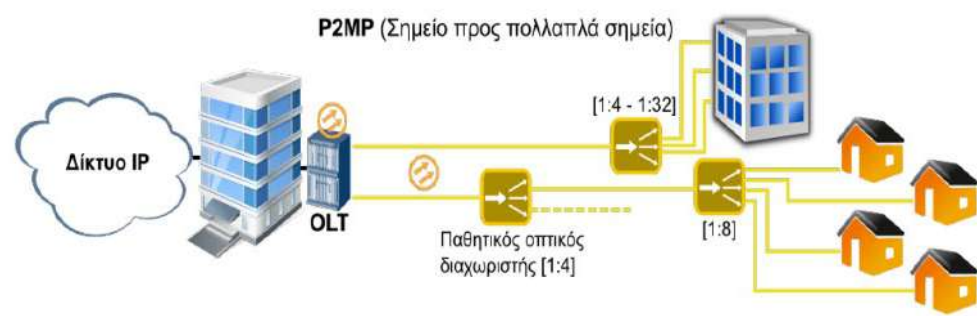 P2MP (Σημείο προς πολλαπλά σημεία)
[1:4 - 1:32]
Δίκτυο IP
OLT
[1:8]
Παθητικός οπτικός
διαχωριστής [1:4]